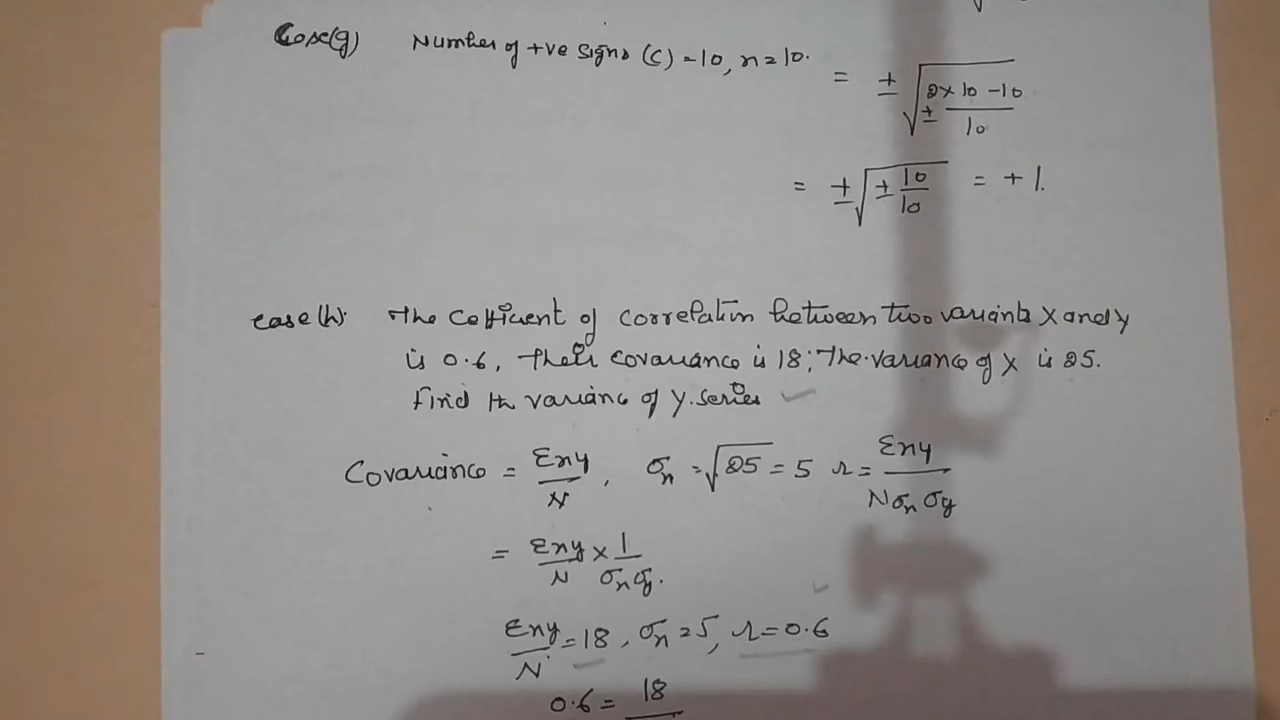 Case(g) Number of +ve signs (C) = 10, n = 10.
= ± √(± (2 × 10 - 10) / 10)
= ± √(± 10/10) = + 1.
case(h). The Cofficient of correlation between two variants X and y
is 0.6, Their covariance is 18; The variance of x is 25.
Find the variance of y. series
Covariance = Σxy/N, σx = √25 = 5 r = Σxy / Nσx σy
= Σxy/N × 1/σxσy.
Σxy/N = 18, σx = 5, r = 0.6
0.6 = 18